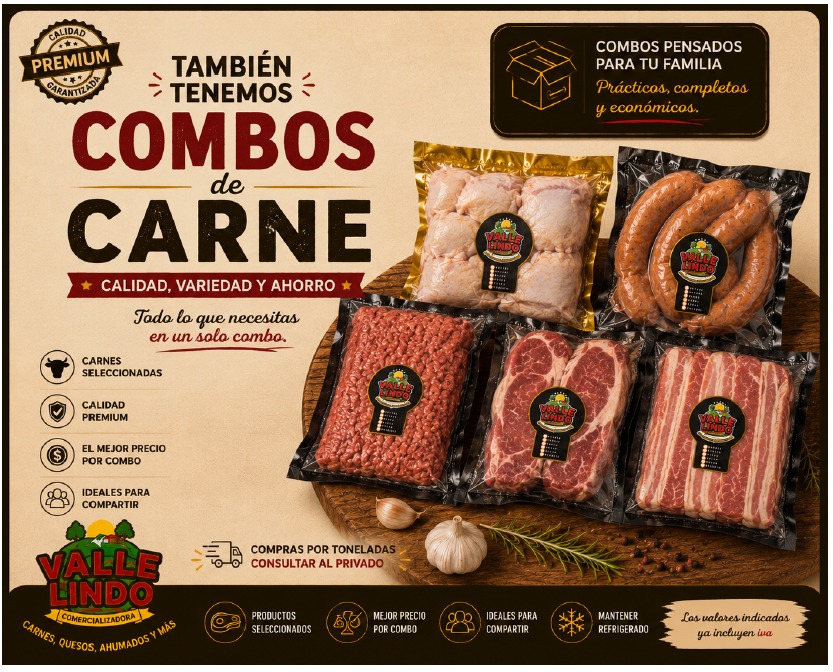 CALIDAD
PREMIUM
GARANTIZADA
TAMBIÉN
TENEMOS
COMBOS
de
CARNE
★ CALIDAD, VARIEDAD Y AHORRO ★
Todo lo que necesitas
en un solo combo.
COMBOS PENSADOS
PARA TU FAMILIA
Prácticos, completos
y económicos.
CARNES
SELECCIONADAS
CALIDAD
PREMIUM
EL MEJOR PRECIO
POR COMBO
IDEALES PARA
COMPARTIR
VALLE
LINDO
VALLE
LINDO
VALLE
LINDO
VALLE
LINDO
VALLE
LINDO
VALLE
LINDO
COMERCIALIZADORA
CARNES, QUESOS, AHUMADOS Y MÁS
COMPRAS POR TONELADAS
CONSULTAR AL PRIVADO
PRODUCTOS
SELECCIONADOS
MEJOR PRECIO
POR COMBO
IDEALES PARA
COMPARTIR
MANTENER
REFRIGERADO
Los valores indicados
ya incluyen iva